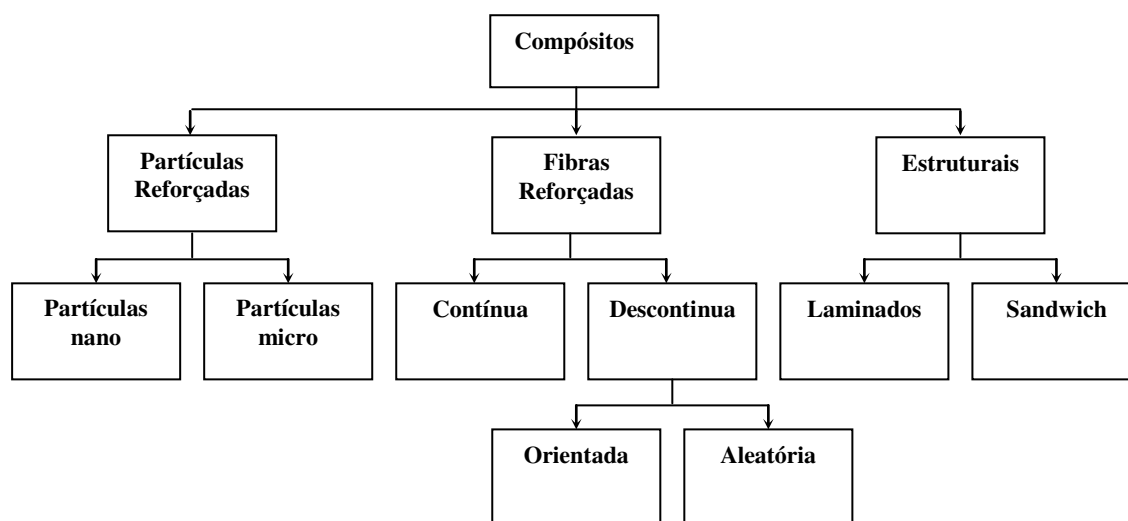 Compósitos
Partículas
Reforçadas
Fibras
Reforçadas
Estruturais
Partículas
nano
Partículas
micro
Contínua
Descontinua
Laminados
Sandwich
Orientada
Aleatória